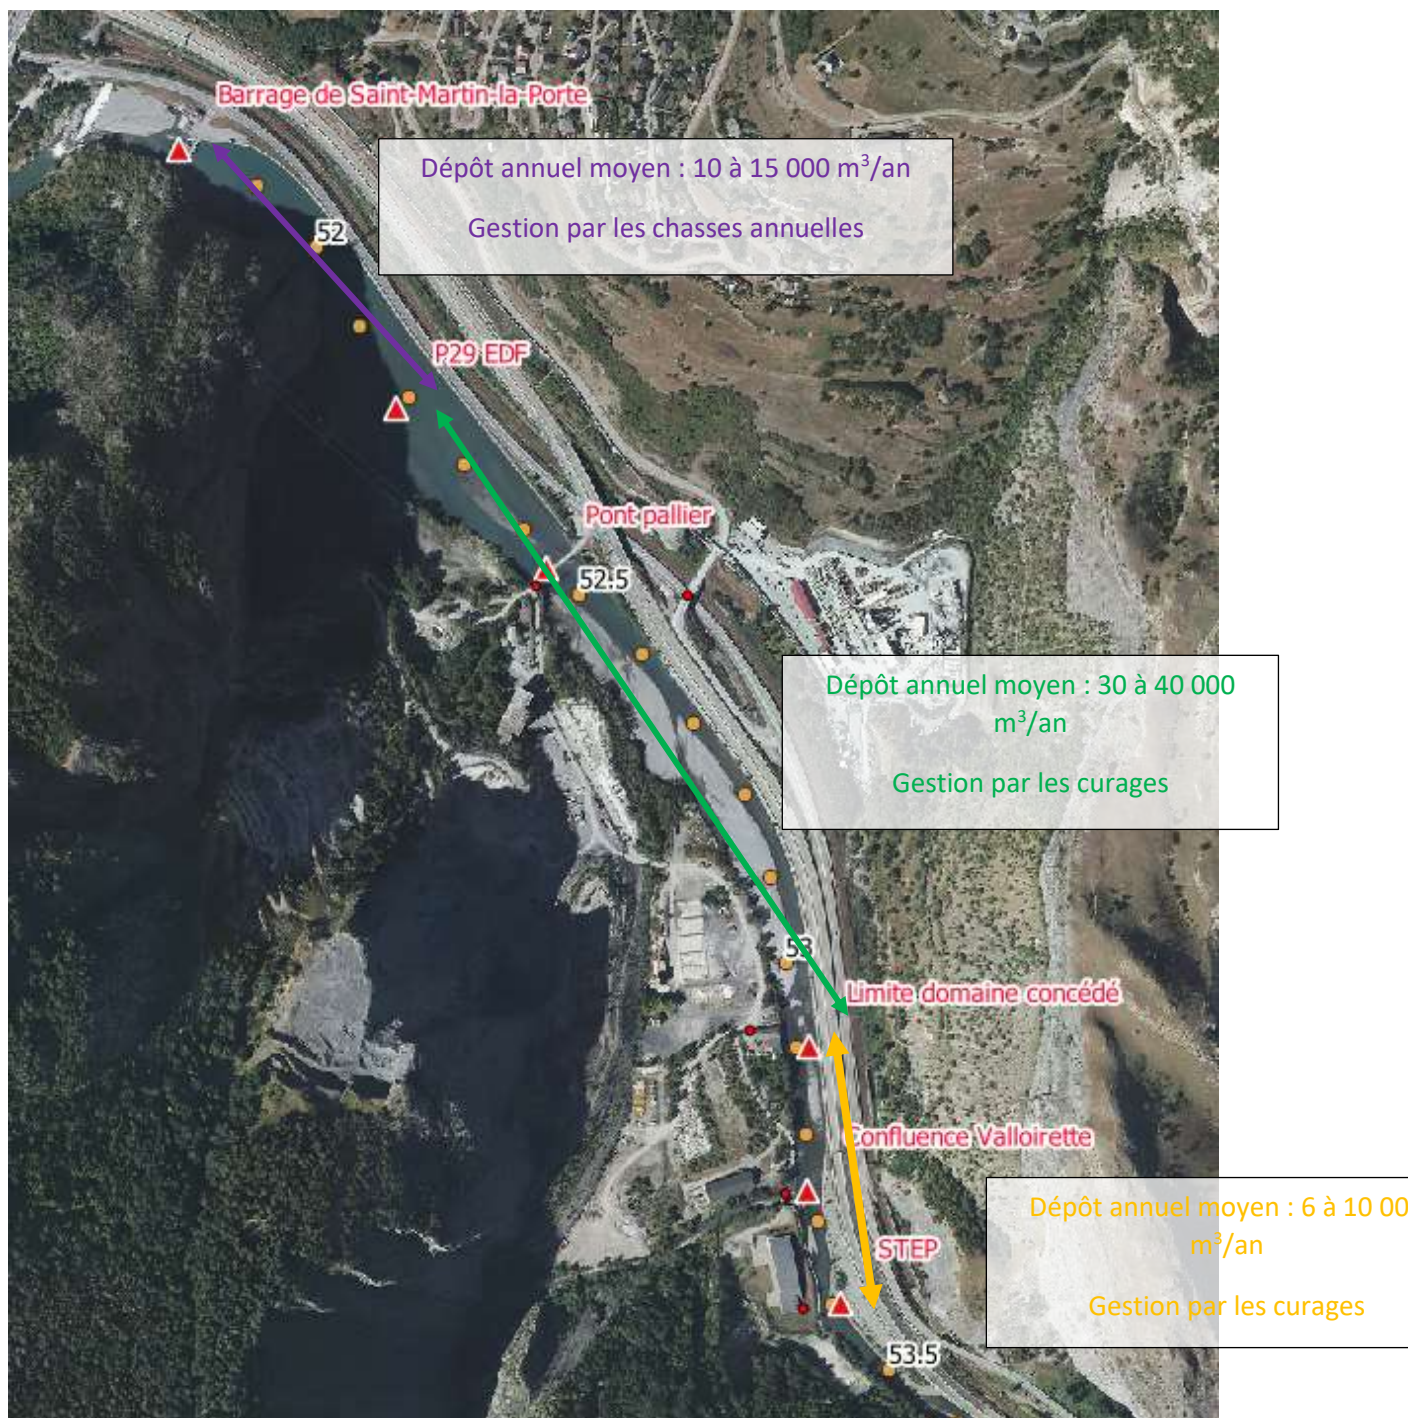 Barrage de Saint-Martin-la-Porte
Dépôt annuel moyen : 10 à 15 000 m³/an
Gestion par les chasses annuelles
52
P29 EDF
Pont pallier
52.5
Dépôt annuel moyen : 30 à 40 000
m³/an
Gestion par les curages
53
Limite domaine concédé
Confluence Valloirette
Dépôt annuel moyen : 6 à 10 00
m³/an
STEP
Gestion par les curages
53.5